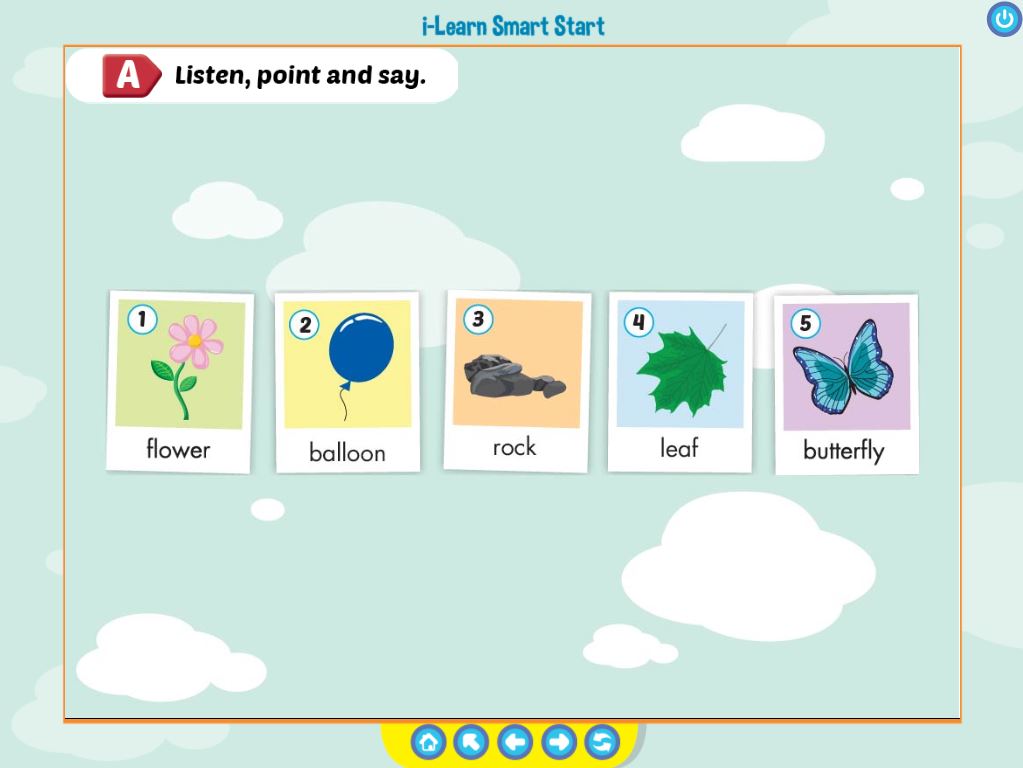 i-Learn Smart Start
A Listen, point and say.
1
2
3
4
5
flower
balloon
rock
leaf
butterfly